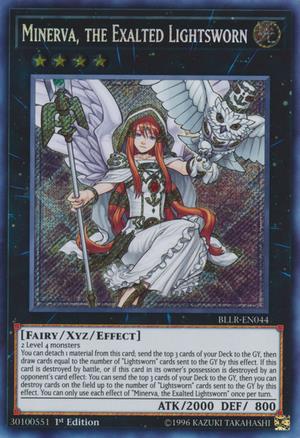 MINERVA, THE EXALTED LIGHTSWORN
BLLR-EN044
[FAIRY/XYZ/EFFECT]
2 Level 4 monsters
You can detach 1 material from this card; send the top 3 cards of your Deck to the GY, then
draw cards equal to the number of "Lightsworn" cards sent to the GY by this effect. If this
card is destroyed by battle, or if this card in its owner's possession is destroyed by an
opponent's card effect: You can send the top 3 cards of your Deck to the GY, then you can
destroy cards on the field up to the number of "Lightsworn" cards sent to the GY by this
effect. You can only use each effect of "Minerva, the Exalted Lightsworn" once per turn.
ATK/2000 DEF/ 800
30100551 1st Edition ©1996 KAZUKI TAKAHASHI